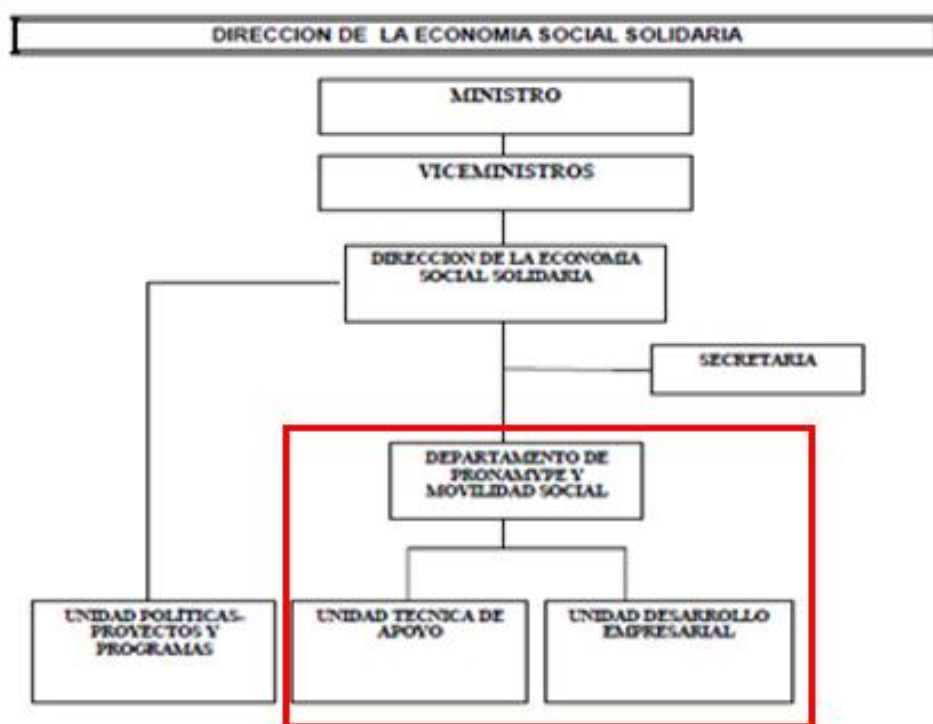 DIRECCION DE LA ECONOMIA SOCIAL SOLIDARIA
MINISTRO
VICEMINISTROS
DIRECCION DE LA ECONOMIA
SOCIAL SOLIDARIA
SECRETARIA
DEPARTAMENTO DE
PRONAMYPE Y
MOVILIDAD SOCIAL
UNIDAD POLÍTICAS-
PROYECTOS Y
PROGRAMAS
UNIDAD TECNICA DE
APOYO
UNIDAD DESARROLLO
EMPRESARIAL